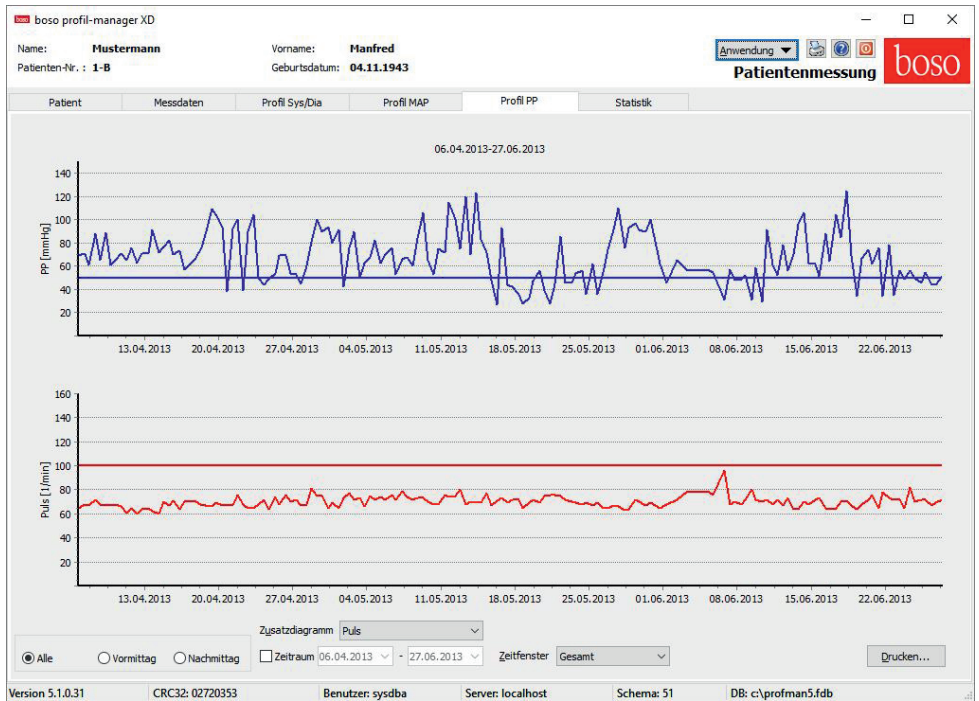 boso boso profil-manager XD
Name: Mustermann Vorname: Manfred Anwendung
Patienten-Nr. : 1-B Geburtsdatum: 04.11.1943 Patientenmessung boso
Patient Messdaten Profil Sys/Dia Profil MAP Profil PP Statistik
06.04.2013-27.06.2013
PP [mmHg]
140
120
100
80
60
40
20
13.04.2013 20.04.2013 27.04.2013 04.05.2013 11.05.2013 18.05.2013 25.05.2013 01.06.2013 08.06.2013 15.06.2013 22.06.2013
Puls [1/min]
160
140
120
100
80
60
40
20
13.04.2013 20.04.2013 27.04.2013 04.05.2013 11.05.2013 18.05.2013 25.05.2013 01.06.2013 08.06.2013 15.06.2013 22.06.2013
Zusatzdiagramm Puls
Alle Vormittag Nachmittag Zeitraum 06.04.2013 - 27.06.2013 Zeitfenster Gesamt Drucken...
Version 5.1.0.31 CRC32: 02720353 Benutzer: sysdba Server: localhost Schema: 51 DB: c:\profman5.fdb